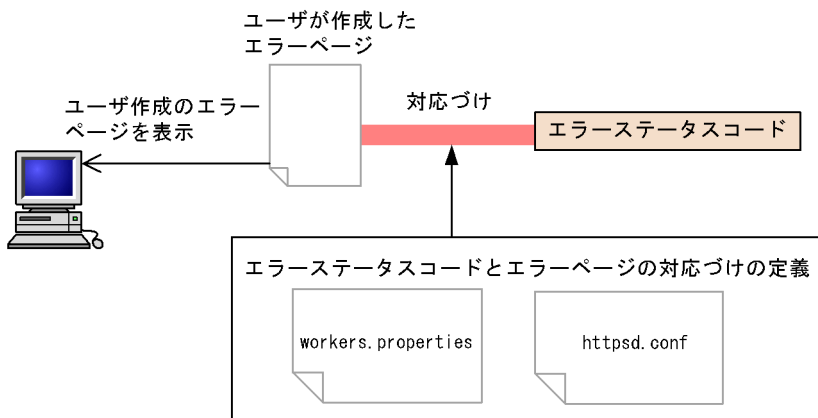 ユーザが作成した
エラーページ
対応づけ
ユーザ作成のエラー
ページを表示
エラーステータスコード
エラーステータスコードとエラーページの対応づけの定義
workers.properties
httpsd.conf